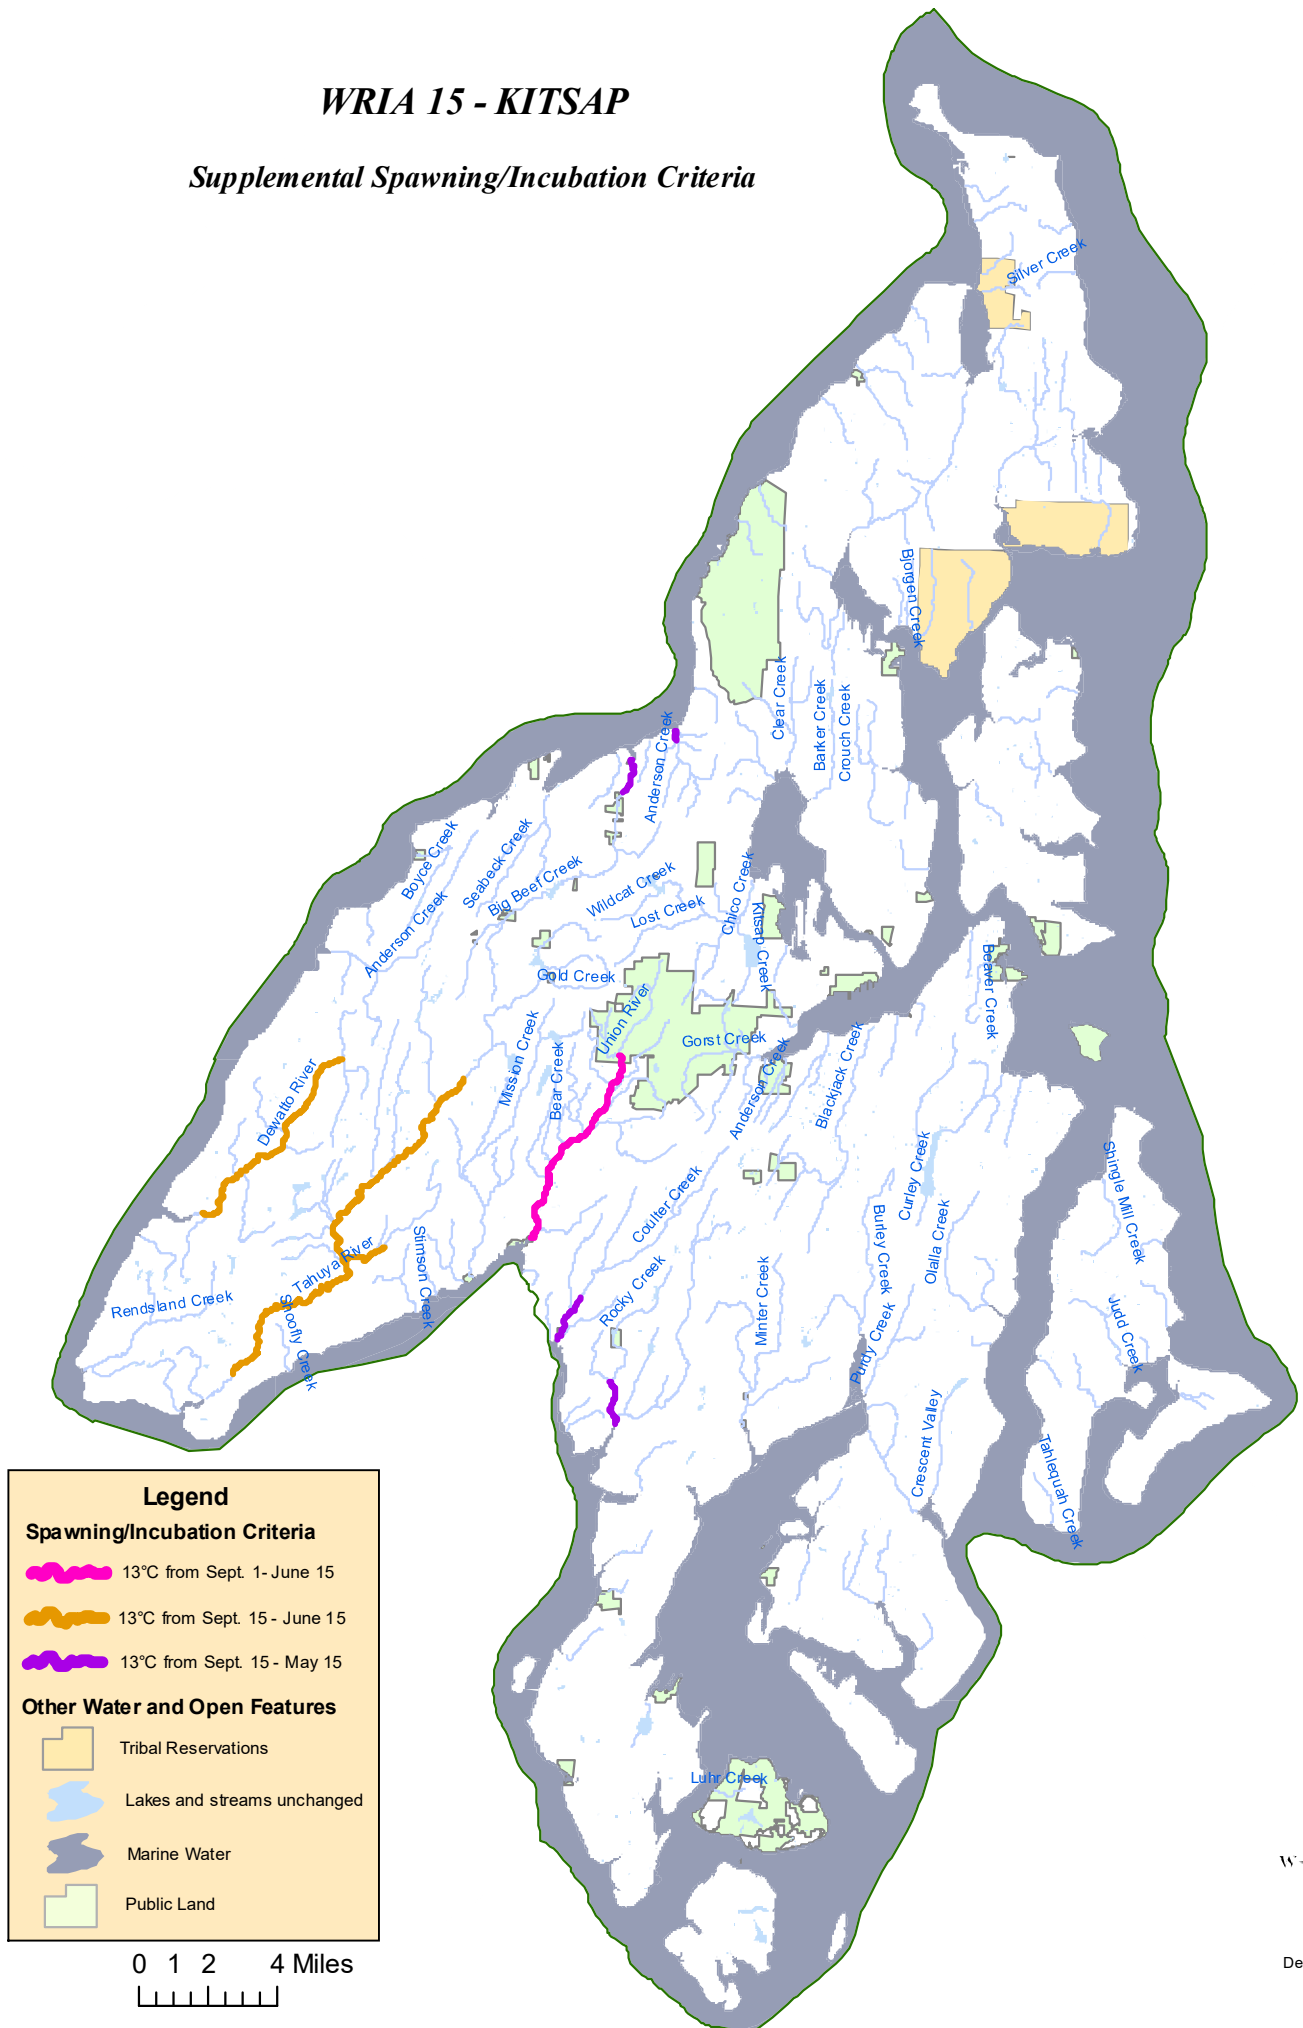 WRIA 15 - KITSAP
Supplemental Spawning/Incubation Criteria
Silver Creek
Bjorgen Creek
Clear Creek
Barker Creek
Crouch Creek
Anderson Creek
Boyce Creek
Seabeck Creek
Big Beef Creek
Anderson Creek
Wildcat Creek
Lost Creek
Chico Creek
Kitsap Creek
Gold Creek
Union River
Gorst Creek
Beaver Creek
Mission Creek
Bear Creek
Anderson Creek
Blackjack Creek
Dewatto River
Coulter Creek
Curley Creek
Shingle Mill Creek
Burley Creek
Olalla Creek
Stimson Creek
Tahuya River
Rendsland Creek
Shoofly Creek
Rocky Creek
Minter Creek
Purdy Creek
Judd Creek
Crescent Valley
Tahlequah Creek
Luhr Creek
Legend
Spawning/Incubation Criteria
13°C from Sept. 1- June 15
13°C from Sept. 15 - June 15
13°C from Sept. 15 - May 15
Other Water and Open Features
Tribal Reservations
Lakes and streams unchanged
Marine Water
Public Land
0 1 2 4 Miles
De